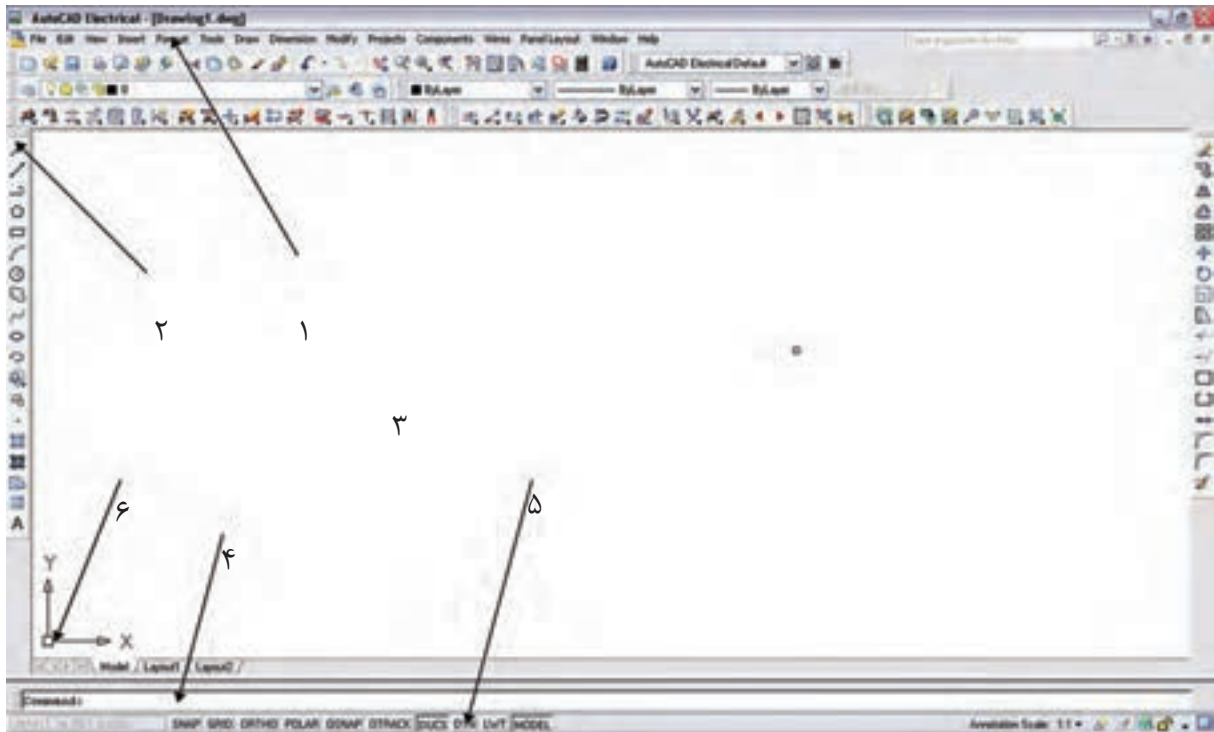 AutoCAD Electrical - [Drawing1.dwg]
File Edit View Insert Format Tools Draw Dimension Modify Projects Components Wires Panel Layout Window Help
AutoCAD Electrical Default
0 ByLayer ByLayer ByLayer
۲ ۱
۳
۶ ۵
۴
A
Y
X
Model Layout1 Layout2
Command:
SNAP GRID ORTHO POLAR OSNAP OTRACK DUCS DYN LWT MODEL
Annotation Scale: 1:1